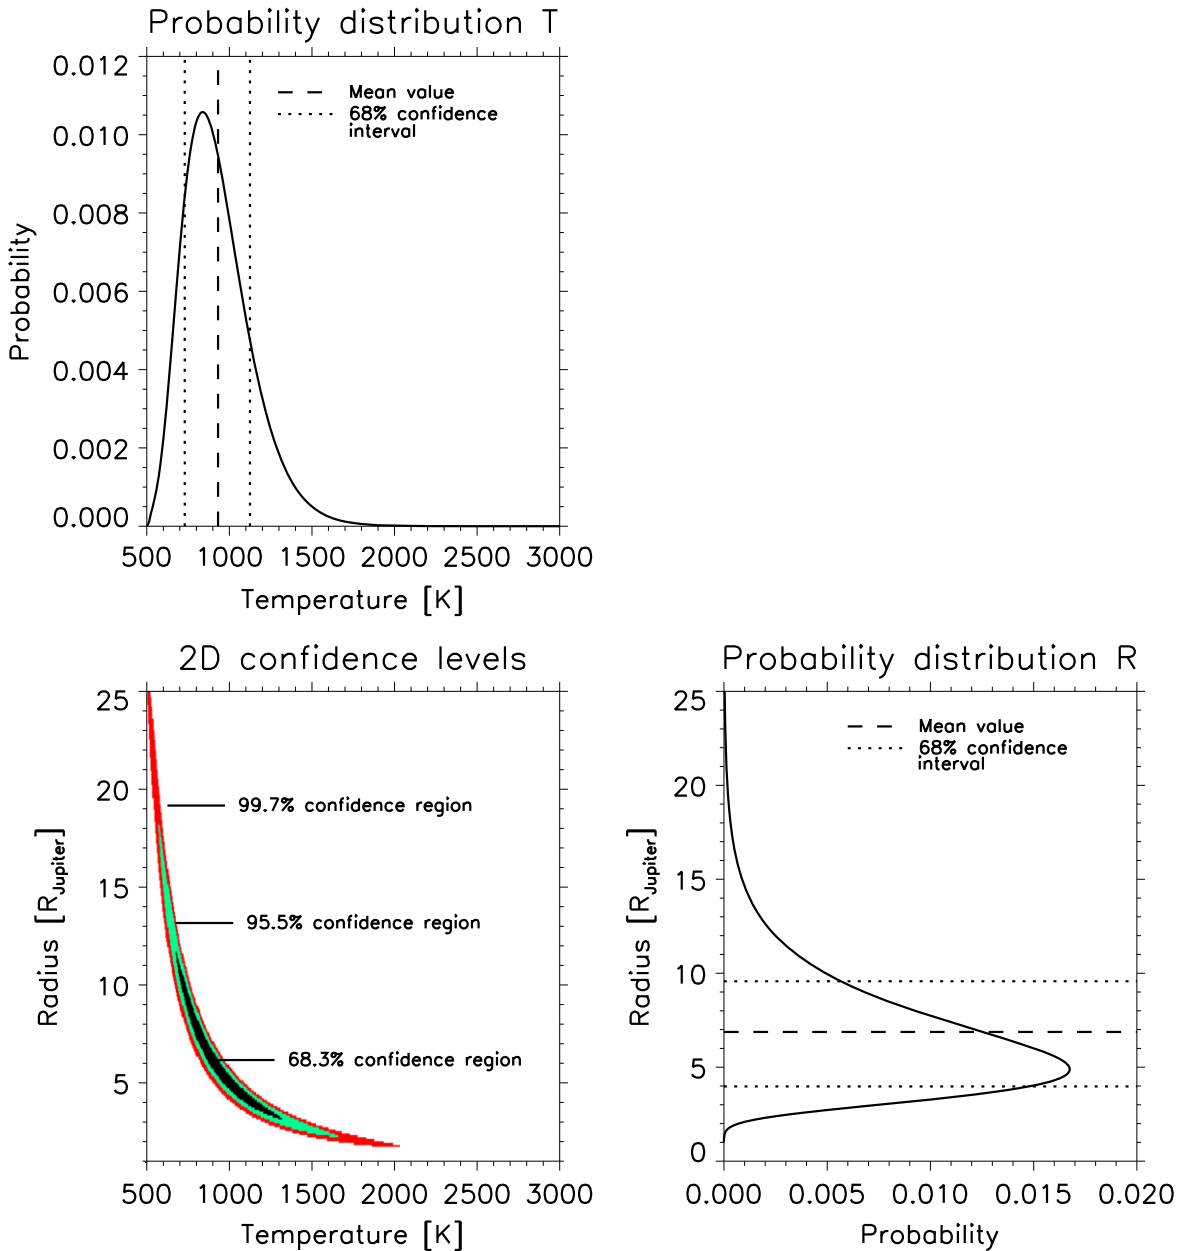 Probability distribution T
0.012
0.010
0.008
0.006
0.004
0.002
0.000
Probability
Mean value
68% confidence
interval
500 1000 1500 2000 2500 3000
Temperature [K]
2D confidence levels
25
20
15
10
5
Radius [RJupiter]
99.7% confidence region
95.5% confidence region
68.3% confidence region
500 1000 1500 2000 2500 3000
Temperature [K]
Probability distribution R
25
20
15
10
5
0
Radius [RJupiter]
Mean value
68% confidence
interval
0.000 0.005 0.010 0.015 0.020
Probability